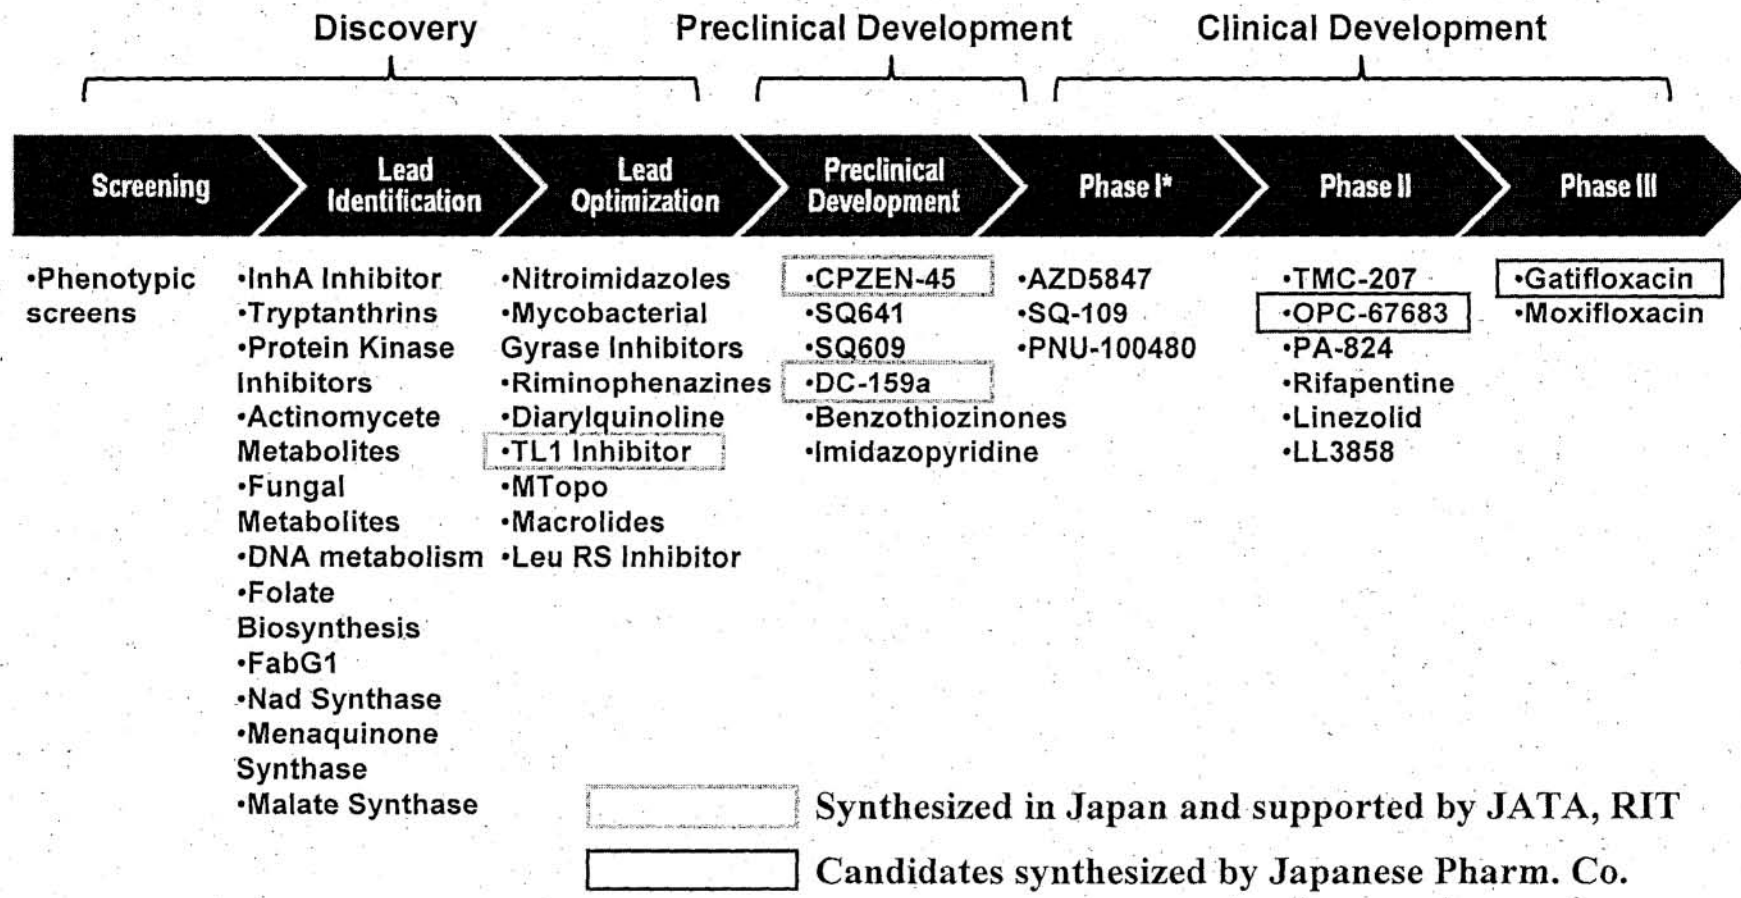 Discovery
Preclinical Development
Clinical Development
Screening
Lead
Identification
Lead
Optimization
Preclinical
Development
Phase I*
Phase II
Phase III
•Phenotypic
screens
•InhA Inhibitor
•Tryptanthrins
•Protein Kinase
Inhibitors
•Actinomycete
Metabolites
•Fungal
Metabolites
•DNA metabolism
•Folate
Biosynthesis
•FabG1
•Nad Synthase
•Menaquinone
Synthase
•Malate Synthase
•Nitroimidazoles
•Mycobacterial
Gyrase Inhibitors
•Riminophenazines
•Diarylquinoline
•TL1 Inhibitor
•MTopo
•Macrolides
•Leu RS Inhibitor
•CPZEN-45
•SQ641
•SQ609
•DC-159a
•Benzothiozinones
•Imidazopyridine
•AZD5847
•SQ-109
•PNU-100480
•TMC-207
•OPC-67683
•PA-824
•Rifapentine
•Linezolid
•LL3858
•Gatifloxacin
•Moxifloxacin
Synthesized in Japan and supported by JATA, RIT
Candidates synthesized by Japanese Pharm. Co.